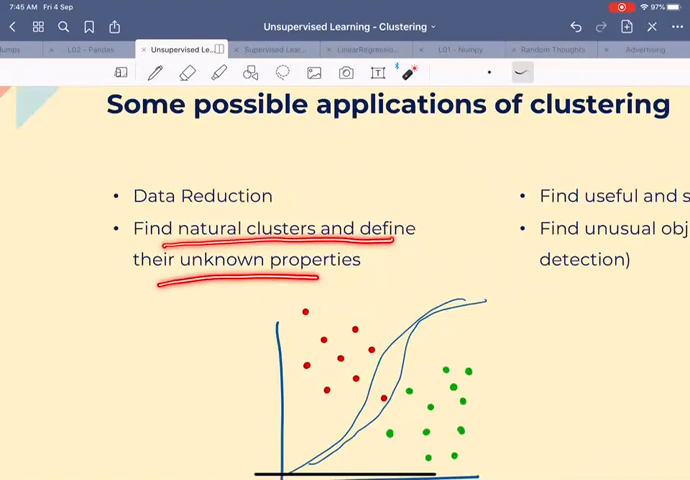 7:45 AM Fri 4 Sep
97%
Unsupervised Learning - Clustering
L02 - Pandas
Unsupervised Le...
Supervised Lear...
LinearRegressio...
L01 - Numpy
Random Thoughts
Advertising
Some possible applications of clustering
• Data Reduction
• Find natural clusters and define
their unknown properties
• Find useful and s
• Find unusual obj
detection)